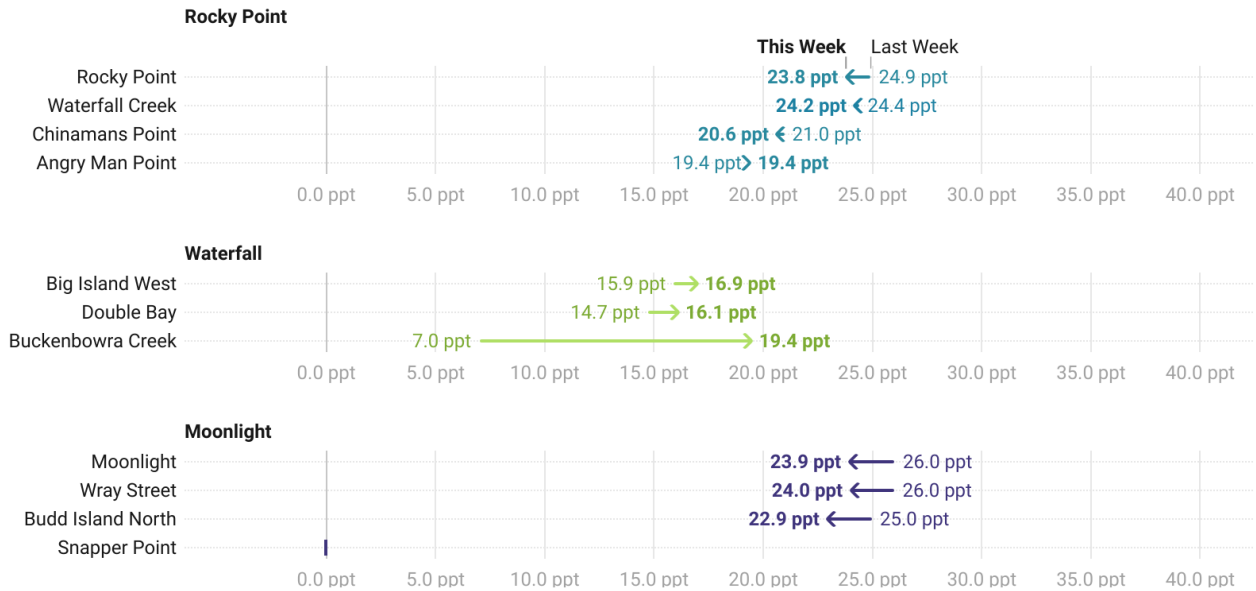 Rocky Point
This Week Last Week
Rocky Point 23.8 ppt 24.9 ppt
Waterfall Creek 24.2 ppt 24.4 ppt
Chinamans Point 20.6 ppt 21.0 ppt
Angry Man Point 19.4 ppt 19.4 ppt
0.0 ppt 5.0 ppt 10.0 ppt 15.0 ppt 20.0 ppt 25.0 ppt 30.0 ppt 35.0 ppt 40.0 ppt
Waterfall
Big Island West 15.9 ppt 16.9 ppt
Double Bay 14.7 ppt 16.1 ppt
Buckenbowra Creek 7.0 ppt 19.4 ppt
0.0 ppt 5.0 ppt 10.0 ppt 15.0 ppt 20.0 ppt 25.0 ppt 30.0 ppt 35.0 ppt 40.0 ppt
Moonlight
Moonlight 23.9 ppt 26.0 ppt
Wray Street 24.0 ppt 26.0 ppt
Budd Island North 22.9 ppt 25.0 ppt
Snapper Point
0.0 ppt 5.0 ppt 10.0 ppt 15.0 ppt 20.0 ppt 25.0 ppt 30.0 ppt 35.0 ppt 40.0 ppt